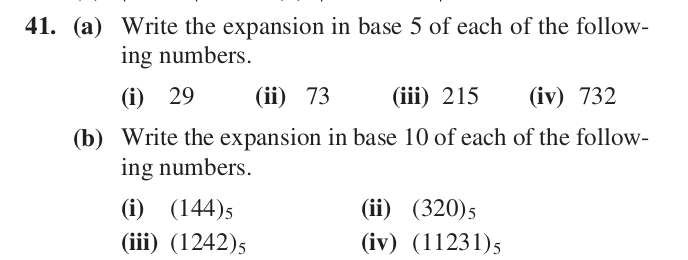 41. (a) Write the expansion in base 5 of each of the follow-
ing numbers.
(i) 29 (ii) 73 (iii) 215 (iv) 732
(b) Write the expansion in base 10 of each of the follow-
ing numbers.
(i) (144)₅ (ii) (320)₅
(iii) (1242)₅ (iv) (11231)₅